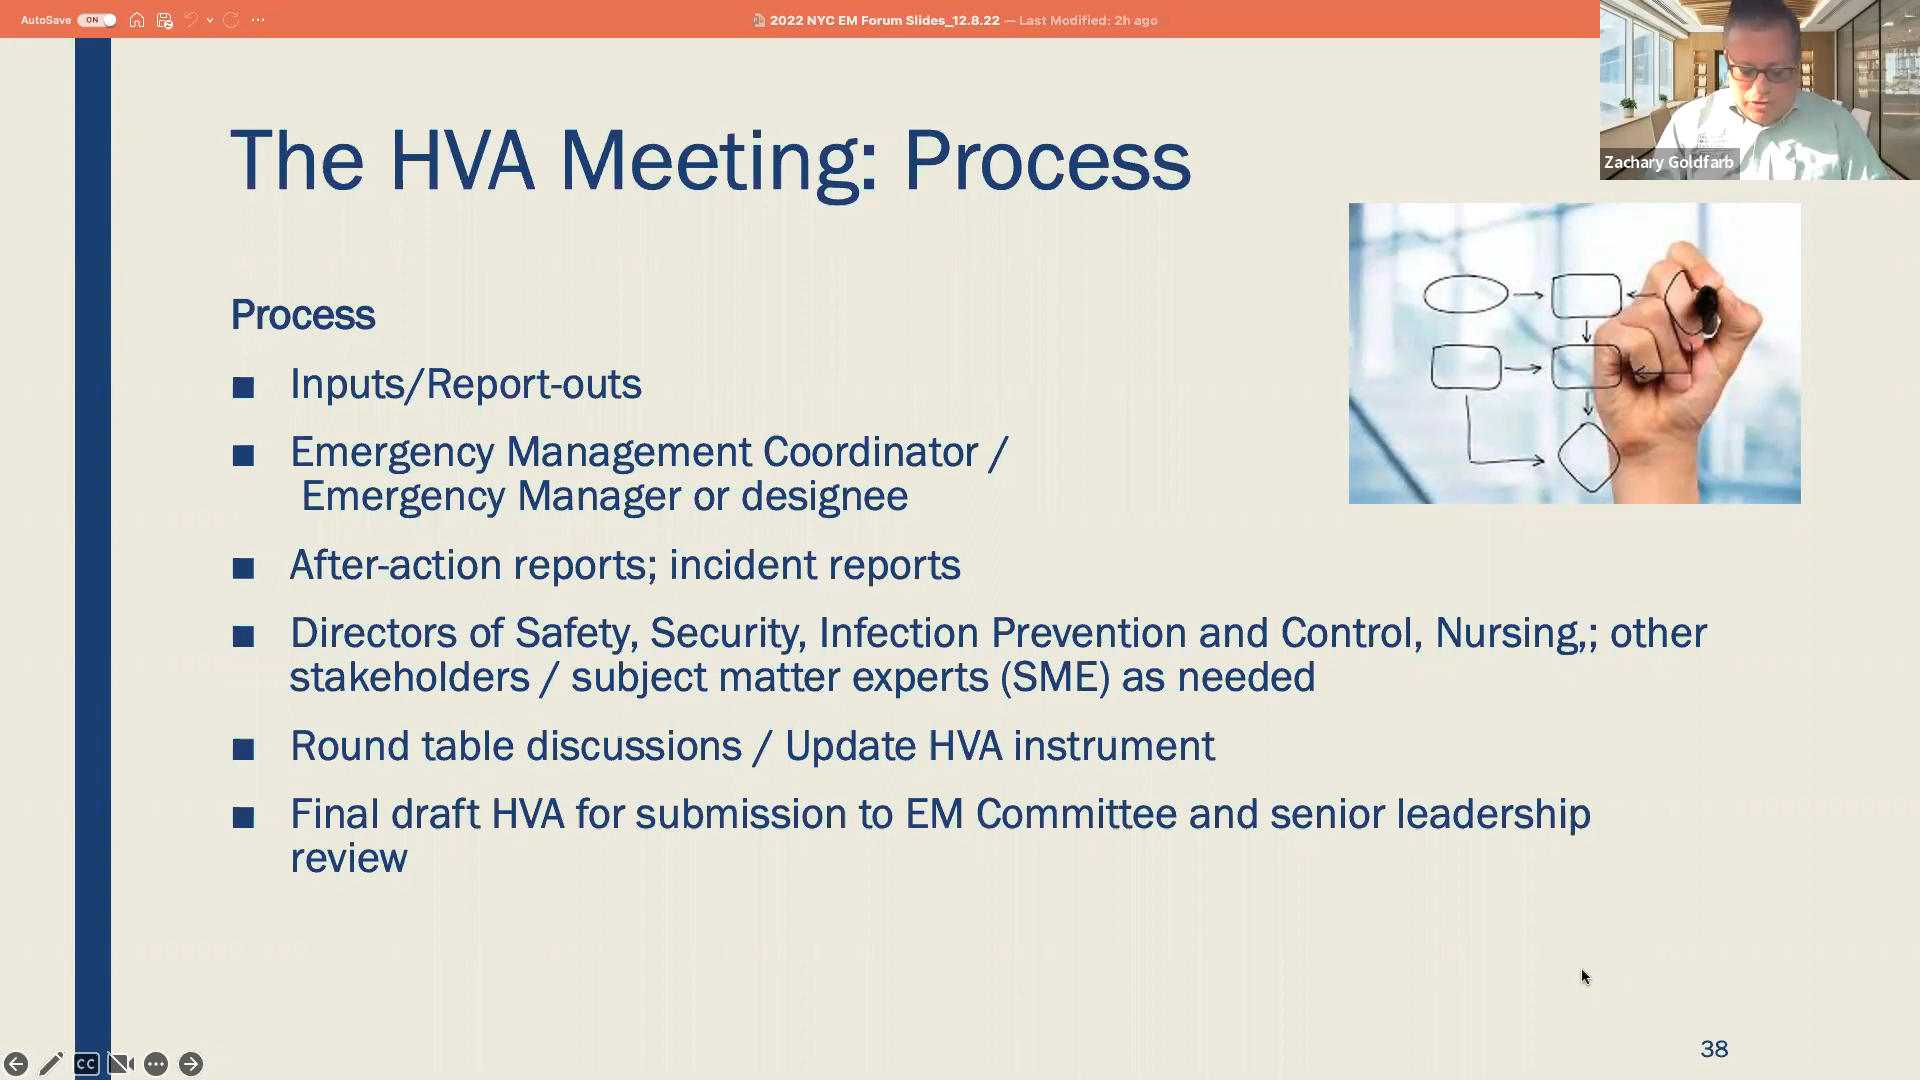 AutoSave ON
2022 NYC EM Forum Slides_12.8.22 — Last Modified: 2h ago
Zachary Goldfarb
The HVA Meeting: Process
Process
■ Inputs/Report-outs
■ Emergency Management Coordinator /
Emergency Manager or designee
■ After-action reports; incident reports
■ Directors of Safety, Security, Infection Prevention and Control, Nursing,; other
stakeholders / subject matter experts (SME) as needed
■ Round table discussions / Update HVA instrument
■ Final draft HVA for submission to EM Committee and senior leadership
review
CC
38